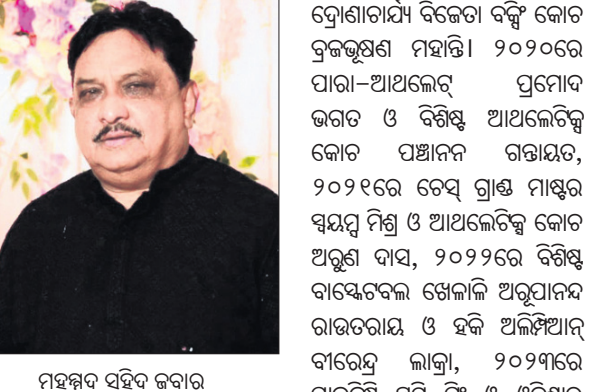 ମହମ୍ମଦ ସହିଦ ଜବାର
ଦ୍ରୋଣାଚାର୍ଯ୍ୟ ବିଜେତା ବକ୍ସିଂ କୋଚ
ବ୍ରଜଭୂଷଣ ମହାନ୍ତି। ୨୦୨୦ରେ
ପାରା-ଆଥଲେଟ୍ ପ୍ରମୋଦ
ଭଗତ ଓ ବିଶିଷ୍ଟ ଆଥଲେଟିକ୍ସ
କୋଚ ପଞ୍ଚାନନ ଗନ୍ତାୟତ,
୨୦୨୧ରେ ଚେସ୍ ଗ୍ରାଣ୍ଡ ମାଷ୍ଟର
ସ୍ୱୟମ୍ସ ମିଶ୍ର ଓ ଆଥଲେଟିକ୍ସ କୋଚ
ଅରୁଣ ଦାସ, ୨୦୨୨ରେ ବିଶିଷ୍ଟ
ବାସ୍କେଟବଲ ଖେଳାଳି ଅରୂପାନନ୍ଦ
ରାଉତରାୟ ଓ ହକି ଅଲିମ୍ପିଆନ୍
ବୀରେନ୍ଦ୍ର ଲାକ୍ରା, ୨୦୨୩ରେ